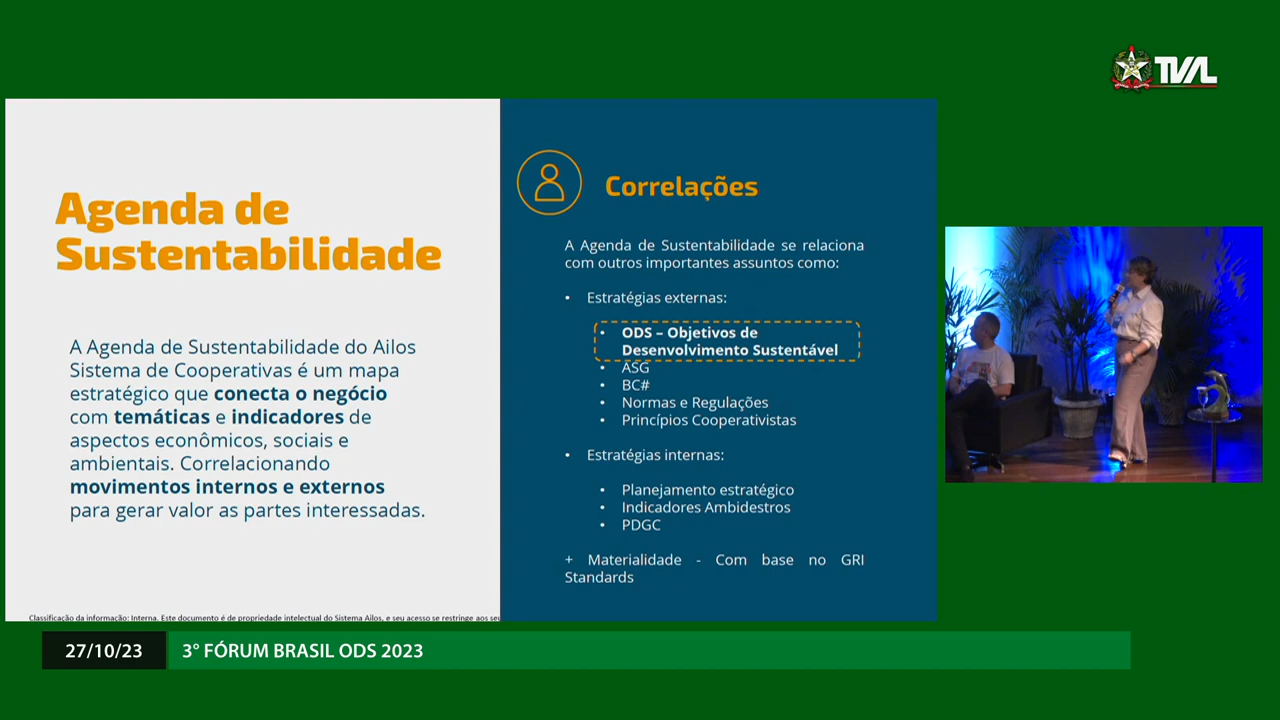 TVAL
Agenda de
Sustentabilidade
A Agenda de Sustentabilidade do Ailos
Sistema de Cooperativas é um mapa
estratégico que conecta o negócio
com temáticas e indicadores de
aspectos econômicos, sociais e
ambientais. Correlacionando
movimentos internos e externos
para gerar valor as partes interessadas.
Classificação da informação: Interna. Este documento é de propriedade intelectual do Sistema Ailos, e seu acesso se restringe aos seu
Correlações
A Agenda de Sustentabilidade se relaciona
com outros importantes assuntos como:
• Estratégias externas:
• ODS – Objetivos de
Desenvolvimento Sustentável
• ASG
• BC#
• Normas e Regulações
• Princípios Cooperativistas
• Estratégias internas:
• Planejamento estratégico
• Indicadores Ambidestros
• PDGC
+ Materialidade - Com base no GRI
Standards
27/10/23
3° FÓRUM BRASIL ODS 2023